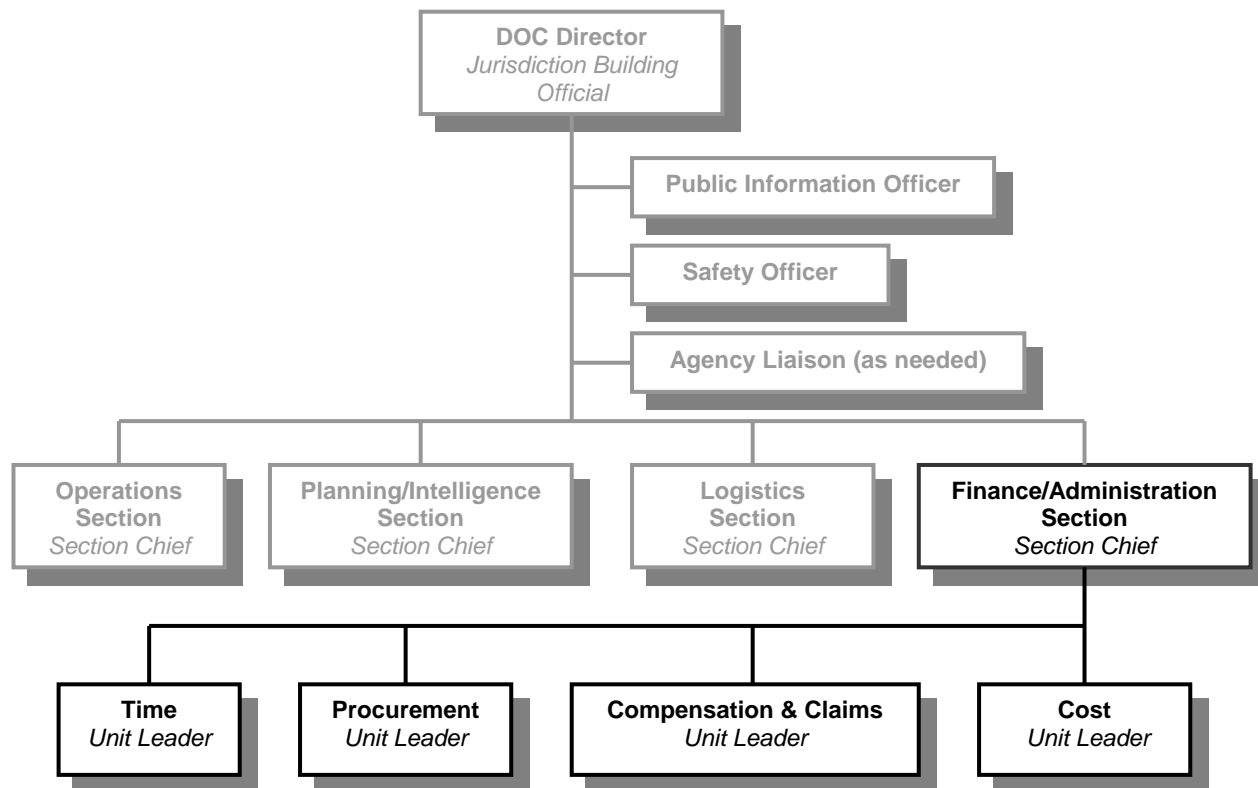 DOC Director
Jurisdiction Building
Official
Public Information Officer
Safety Officer
Agency Liaison (as needed)
Operations
Section
Section Chief
Planning/Intelligence
Section
Section Chief
Logistics
Section
Section Chief
Finance/Administration
Section
Section Chief
Time
Unit Leader
Procurement
Unit Leader
Compensation & Claims
Unit Leader
Cost
Unit Leader